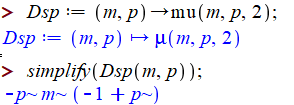 > Dsp := (m, p)→mu(m, p, 2);
Dsp := (m, p) ↦ μ(m, p, 2)
> simplify(Dsp(m, p));
-p~ m~ (-1 + p~)